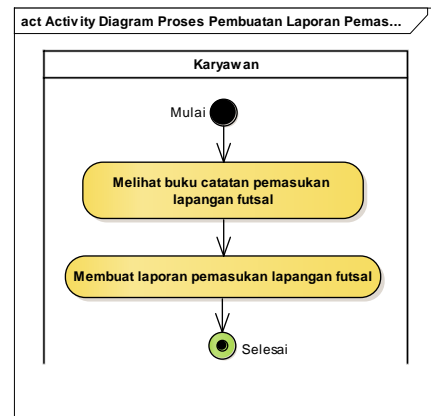 act Activity Diagram Proses Pembuatan Laporan Pemas...
Karyawan
Mulai
Melihat buku catatan pemasukan
lapangan futsal
Membuat laporan pemasukan lapangan futsal
Selesai